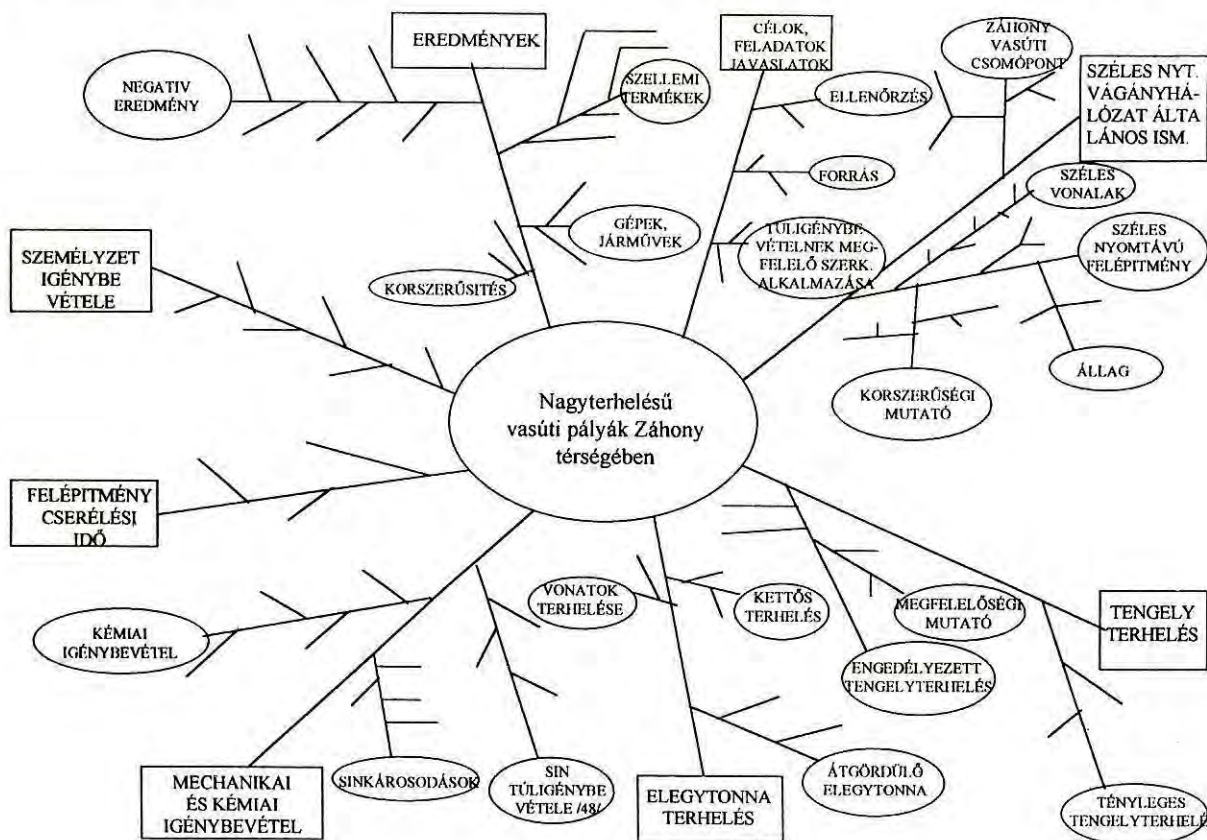 EREDMÉNYEK
CÉLOK,
FELADATOK
JAVASLATOK
ZÁHONY
VASÚTI
CSOMÓPONT
SZÉLES NYT.
VÁGÁNYHÁ-
LÓZAT ÁLTA
LÁNOS ISM.
NEGATIV
EREDMÉNY
SZELLEMI
TERMÉKEK
ELLENŐRZÉS
FORRÁS
SZÉLES
VONALAK
SZÉLES
NYOMTÁVÚ
FELÉPITMÉNY
GÉPEK,
JÁRMŰVEK
TÚLIGÉNYBE
VÉTELNEK MEG-
FELELŐ SZERK.
ALKALMAZÁSA
SZEMÉLYZET
IGÉNYBE
VÉTELE
KORSZERŰSITÉS
ÁLLAG
KORSZERŰSÉGI
MUTATÓ
Nagyterhelésű
vasúti pályák Záhony
térségében
FELÉPITMÉNY
CSERÉLÉSI
IDŐ
VONATOK
TERHELÉSE
KETTŐS
TERHELÉS
MEGFELELŐSÉGI
MUTATÓ
TENGELY
TERHELÉS
KÉMIAI
IGÉNYBEVÉTEL
ENGEDÉLYEZETT
TENGELYTERHELÉS
MECHANIKAI
ÉS KÉMIAI
IGÉNYBEVÉTEL
SINKÁROSODÁSOK
SIN
TÚLIGÉNYBE
VÉTELE /48/
ELEGYTONNA
TERHELÉS
ÁTGÖRDÜLŐ
ELEGYTONNA
TÉNYLEGES
TENGELYTERHELÉ